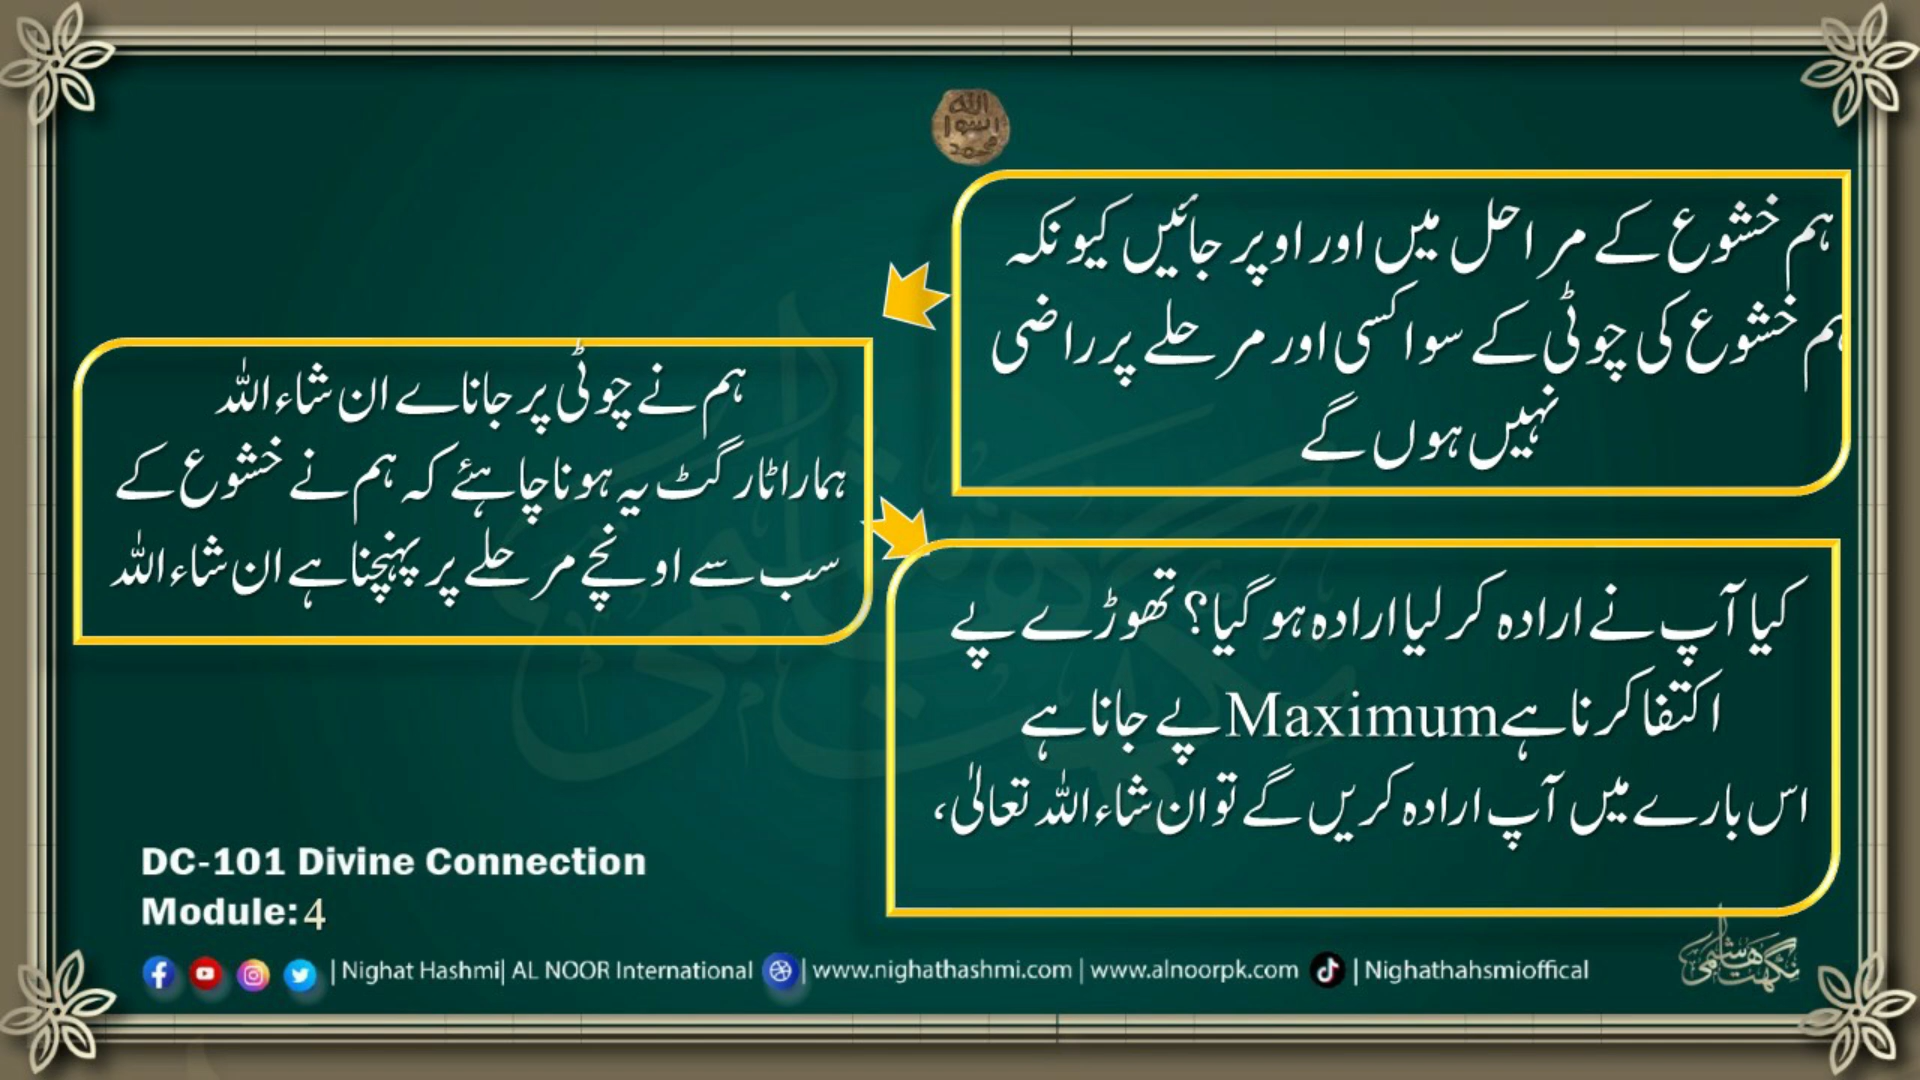 الله
رسول
محمد
ہم خشوع کے مراحل میں اور اوپر جائیں کیونکہ
ہم خشوع کی چوٹی کے سوا کسی اور مرحلے پر راضی
نہیں ہوں گے
ہم نے چوٹی پر جانا ے ان شاء اللہ
ہمارا ٹارگٹ یہ ہونا چاہئے کہ ہم نے خشوع کے
سب سے اونچے مرحلے پر پہنچنا ہے ان شاء اللہ
کیا آپ نے ارادہ کر لیا ارادہ ہو گیا؟ تھوڑے پے
اکتفا کرنا ہے Maximum پے جانا ہے
اس بارے میں آپ ارادہ کریں گے تو ان شاء اللہ تعالیٰ،
DC-101 Divine Connection
Module: 4
| Nighat Hashmi| AL NOOR International | www.nighathashmi.com | www.alnoorpk.com | Nighathahsmioffical
نگہت ہاشمی